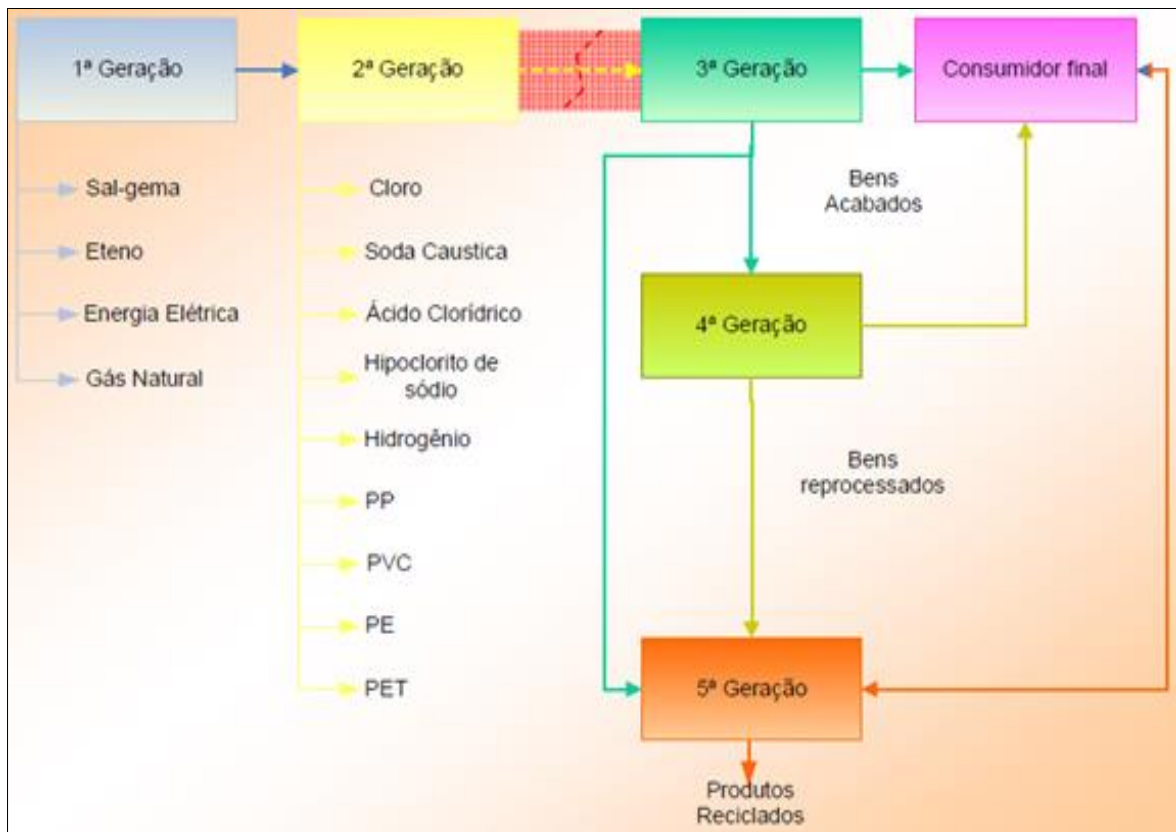 1ª Geração
2ª Geração
3ª Geração
Consumidor final
Sal-gema
Eteno
Energia Elétrica
Gás Natural
Cloro
Soda Caustica
Ácido Clorídrico
Hipoclorito de
sódio
Hidrogênio
PP
PVC
PE
PET
Bens
Acabados
4ª Geração
Bens
reprocessados
5ª Geração
Produtos
Reciclados